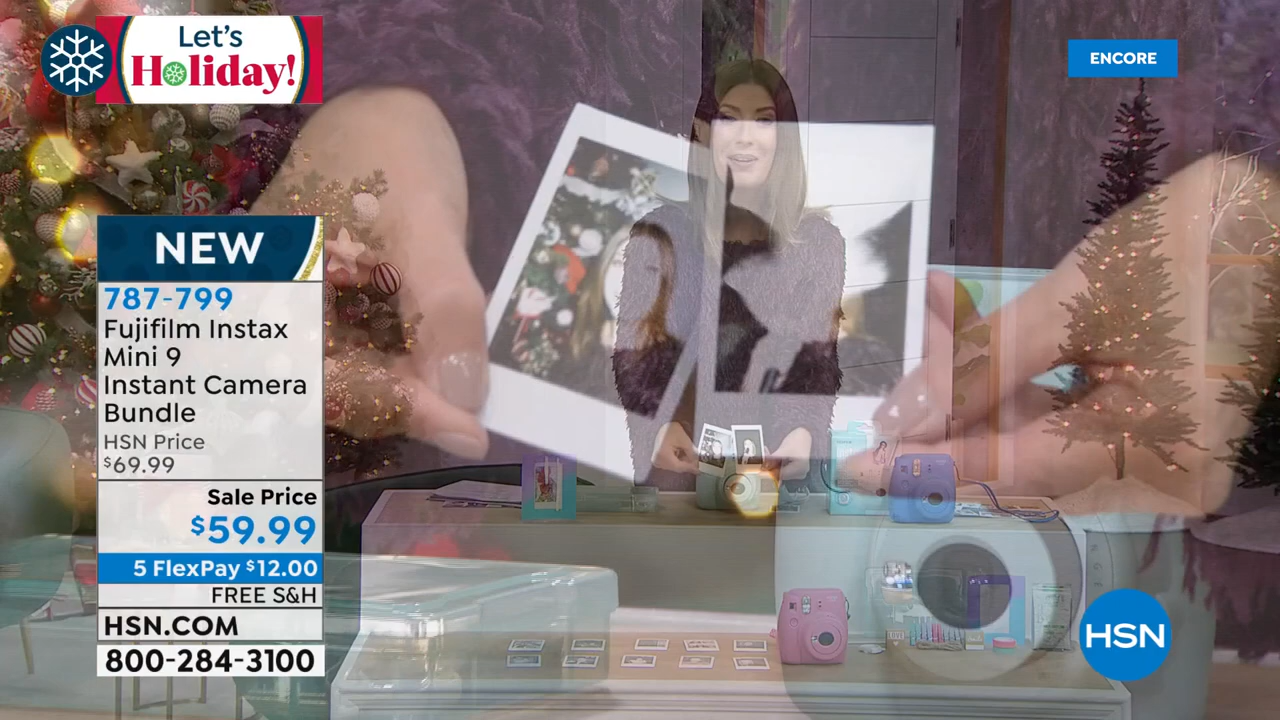 Let's
Holiday!
ENCORE
NEW
787-799
Fujifilm Instax
Mini 9
Instant Camera
Bundle
HSN Price
$69.99
Sale Price
$59.99
5 FlexPay $12.00
FREE S&H
HSN.COM
800-284-3100
HSN